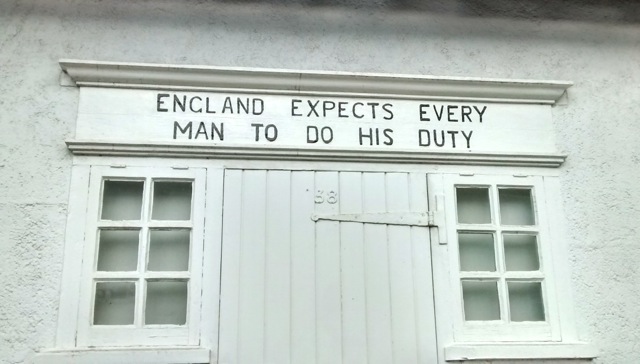 ENGLAND EXPECTS EVERY
MAN TO DO HIS DUTY
38